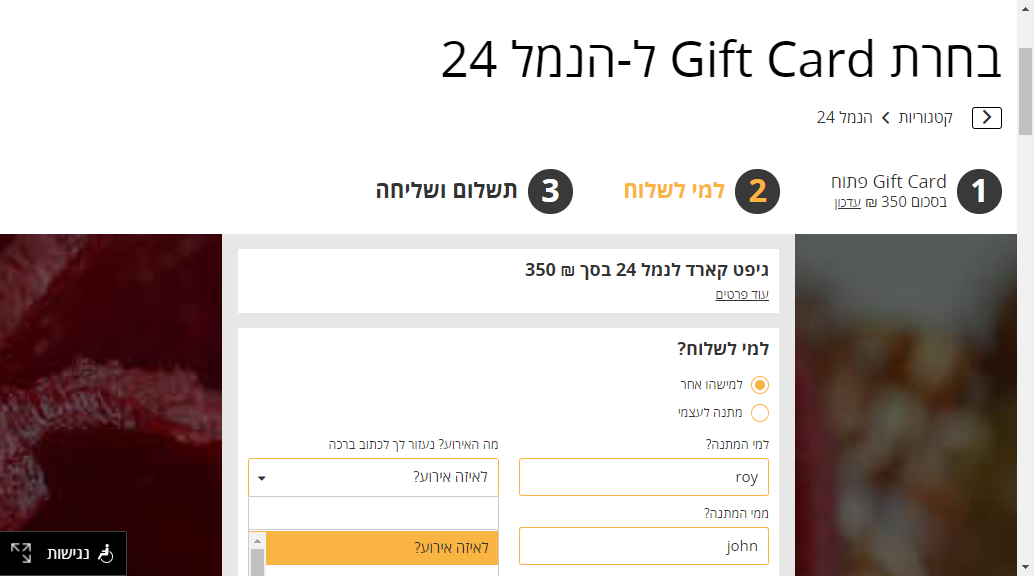 בחרת Gift Card ל-הנמל 24
קטגוריות הנמל 24
1 Gift Card פתוח
בסכום 350 ₪ עדכון
2 למי לשלוח
3 תשלום ושליחה
גיפט קארד לנמל 24 בסך ₪ 350
עוד פרטים
למי לשלוח?
למישהו אחר
מתנה לעצמי
למי המתנה?
roy
מה האירוע? נעזור לך לכתוב ברכה
לאיזה אירוע?
ממי המתנה?
john
לאיזה אירוע?
נגישות